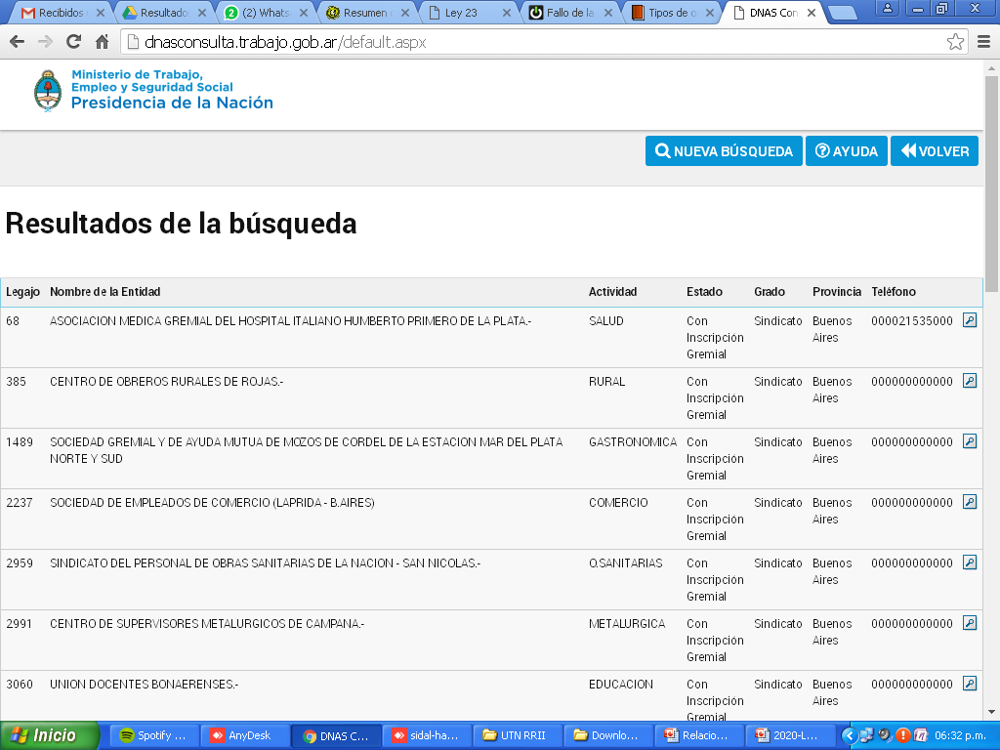 Recibidos
Resultado
(2) Whats
Resumen
Ley 23
Fallo de la
Tipos de o
DNAS Con
dnasconsulta.trabajo.gob.ar/default.aspx
Ministerio de Trabajo,
Empleo y Seguridad Social
Presidencia de la Nación
NUEVA BÚSQUEDA
AYUDA
VOLVER
Resultados de la búsqueda
Legajo Nombre de la Entidad Actividad Estado Grado Provincia Teléfono
68 ASOCIACION MEDICA GREMIAL DEL HOSPITAL ITALIANO HUMBERTO PRIMERO DE LA PLATA.- SALUD Con Sindicato Buenos 000021535000
Inscripción Aires
Gremial
385 CENTRO DE OBREROS RURALES DE ROJAS.- RURAL Con Sindicato Buenos 000000000000
Inscripción Aires
Gremial
1489 SOCIEDAD GREMIAL Y DE AYUDA MUTUA DE MOZOS DE CORDEL DE LA ESTACION MAR DEL PLATA GASTRONOMICA Con Sindicato Buenos 000000000000
NORTE Y SUD Inscripción Aires
Gremial
2237 SOCIEDAD DE EMPLEADOS DE COMERCIO (LAPRIDA - B.AIRES) COMERCIO Con Sindicato Buenos 000000000000
Inscripción Aires
Gremial
2959 SINDICATO DEL PERSONAL DE OBRAS SANITARIAS DE LA NACION - SAN NICOLAS.- O.SANITARIAS Con Sindicato Buenos 000000000000
Inscripción Aires
Gremial
2991 CENTRO DE SUPERVISORES METALURGICOS DE CAMPANA.- METALURGICA Con Sindicato Buenos 000000000000
Inscripción Aires
Gremial
3060 UNION DOCENTES BONAERENSES.- EDUCACION Con Sindicato Buenos 000000000000
Inscripción Aires
Gremial
Inicio
Spotify ...
AnyDesk
DNAS C...
sidal-ha...
UTN RRII
Downlo...
Relacio...
2020-L...
06:32 p.m.